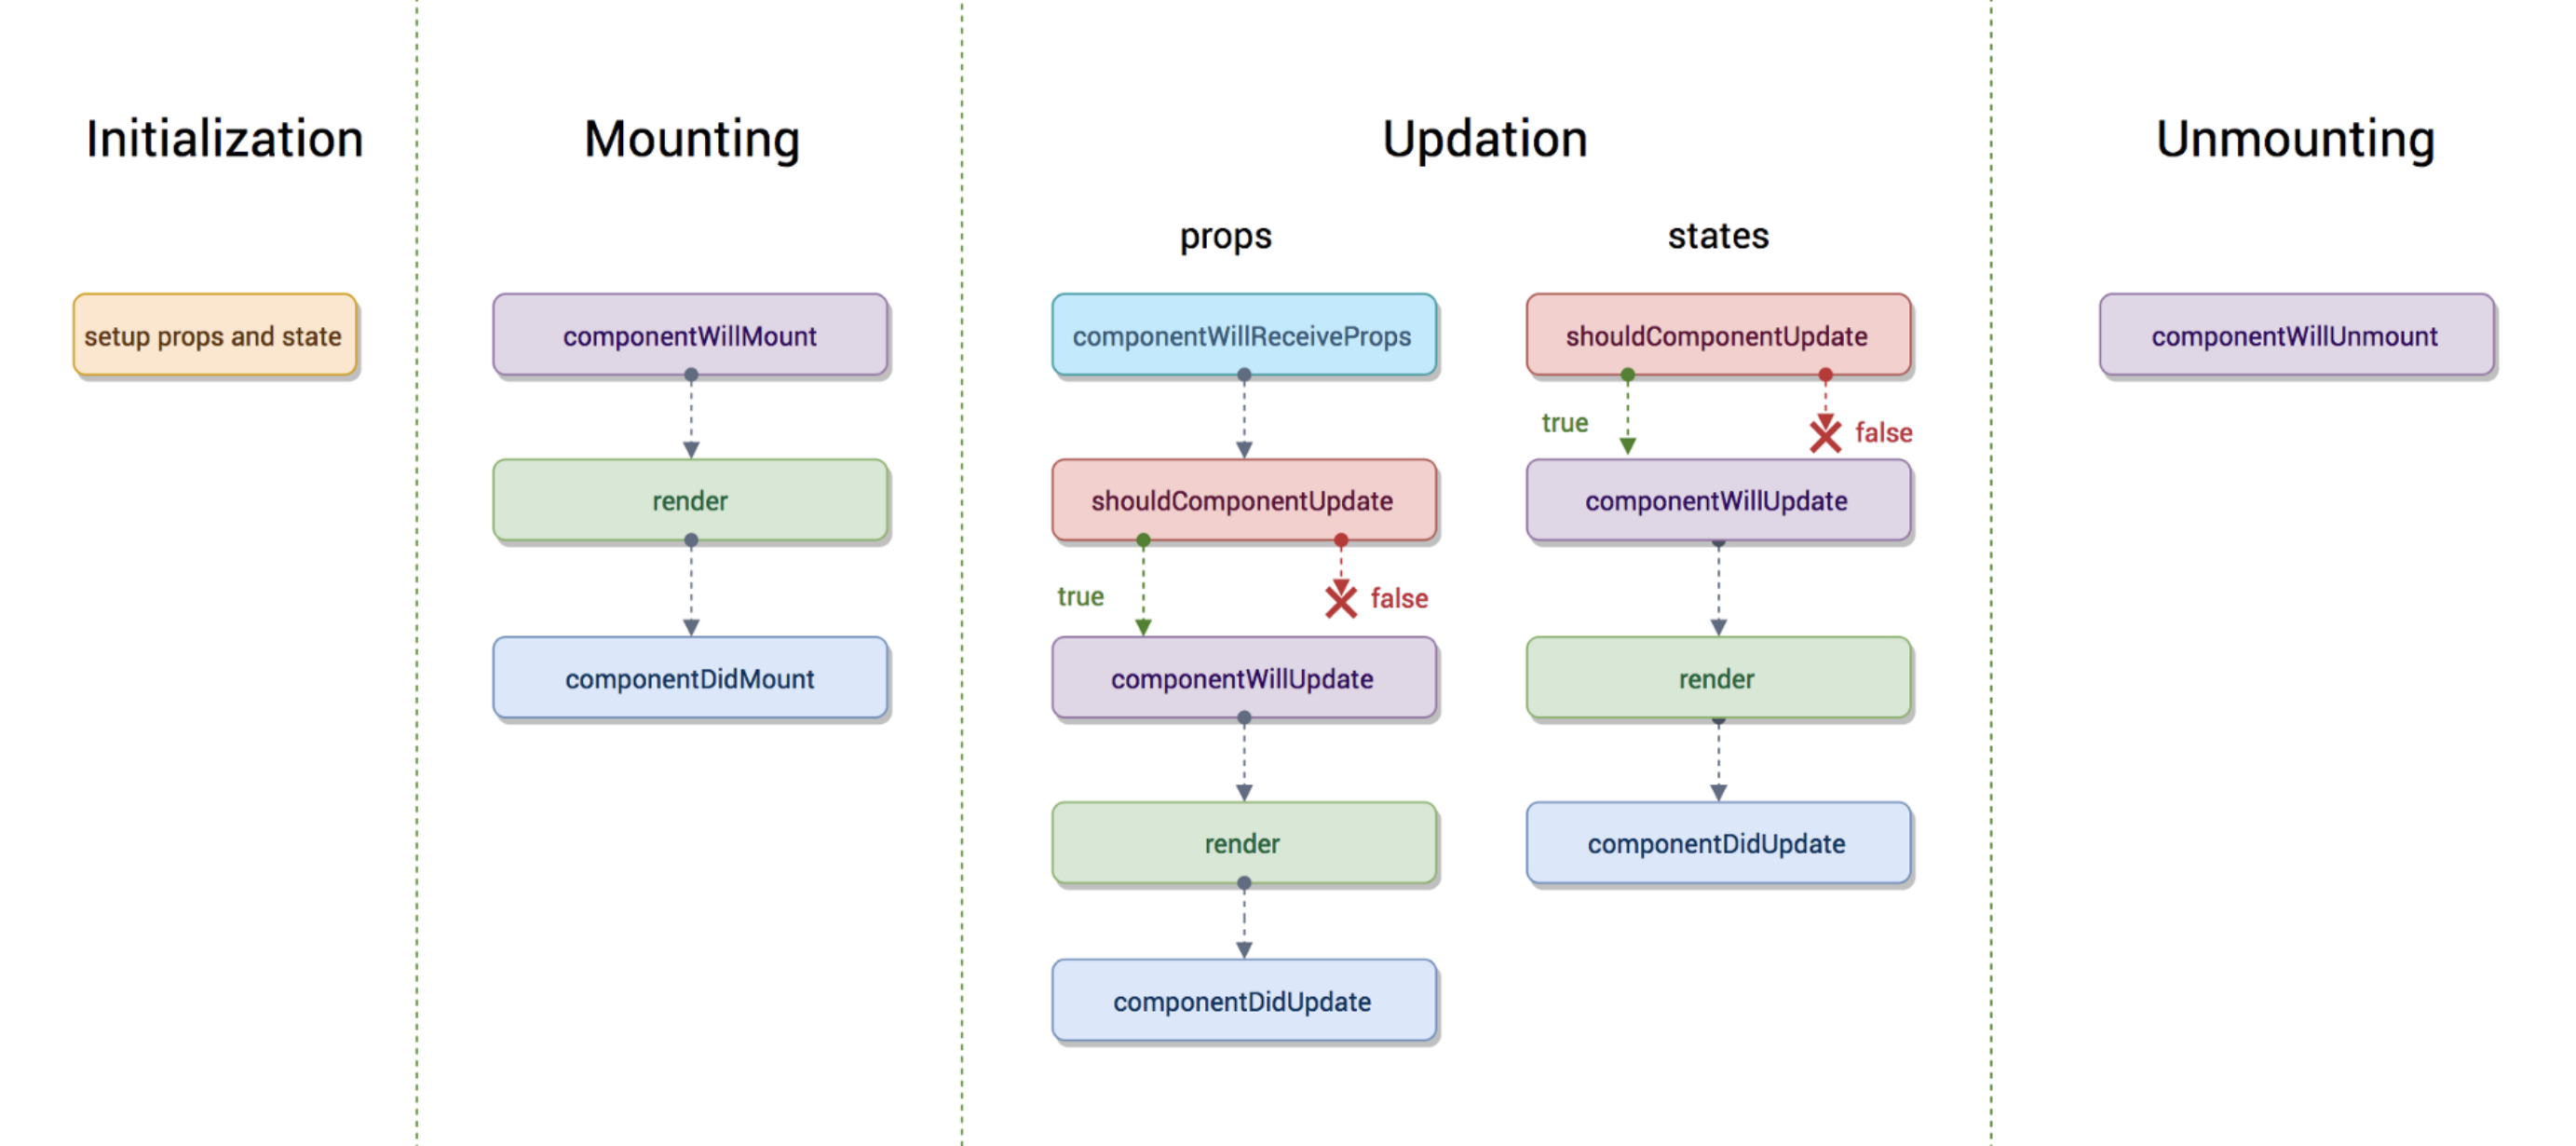 Initialization
setup props and state
Mounting
componentWillMount
render
componentDidMount
Updation
props
componentWillReceiveProps
shouldComponentUpdate
true
false
componentWillUpdate
render
componentDidUpdate
states
shouldComponentUpdate
true
false
componentWillUpdate
render
componentDidUpdate
Unmounting
componentWillUnmount